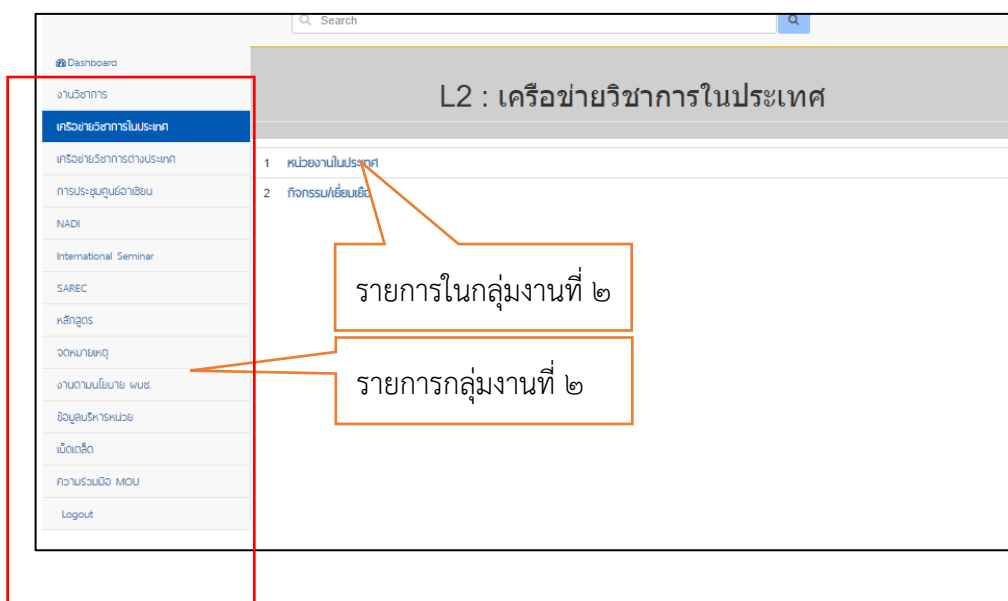 Search
Dashboard
งานวิชาการ
L2 : เครือข่ายวิชาการในประเทศ
เครือข่ายวิชาการในประเทศ
เครือข่ายวิชาการต่างประเทศ
1 หน่วยงานในประเทศ
การประชุมศูนย์อาเซียน
2 กิจกรรม/เยี่ยมเยือ
NADI
International Seminar
SAREC
รายการในกลุ่มงานที่ ๒
หลักสูตร
จดหมายเหตุ
งานตามนโยบาย ผบช.
รายการกลุ่มงานที่ ๒
ข้อมูลบริหารหน่วย
เบ็ดเตล็ด
ความร่วมมือ MOU
Logout